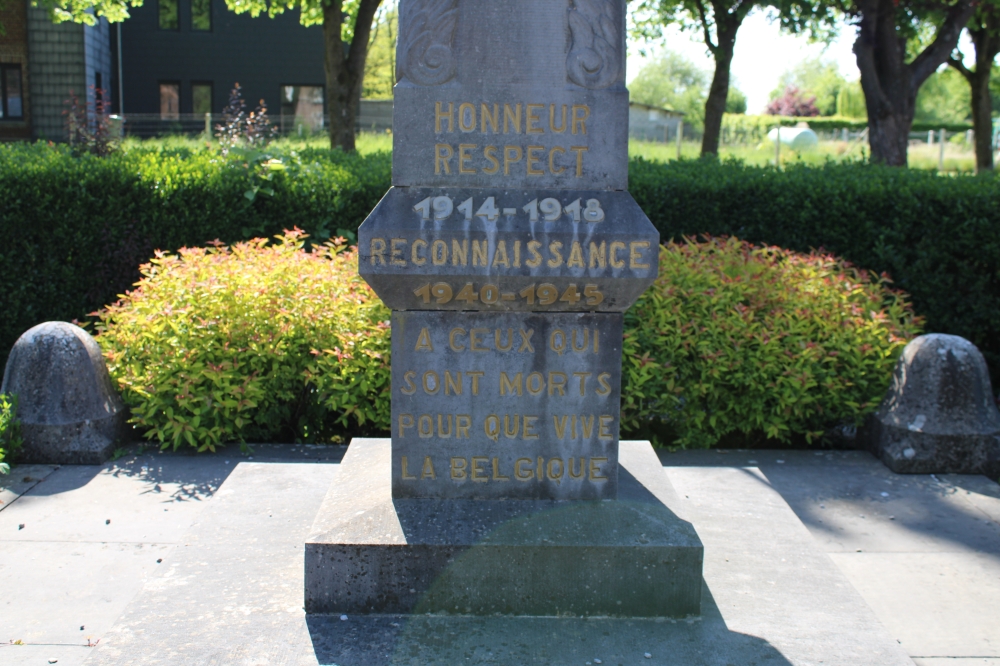 HONNEUR
RESPECT
1914-1918
RECONNAISSANCE
1940-1945
A CEUX QUI
SONT MORTS
POUR QUE VIVE
LA BELGIQUE